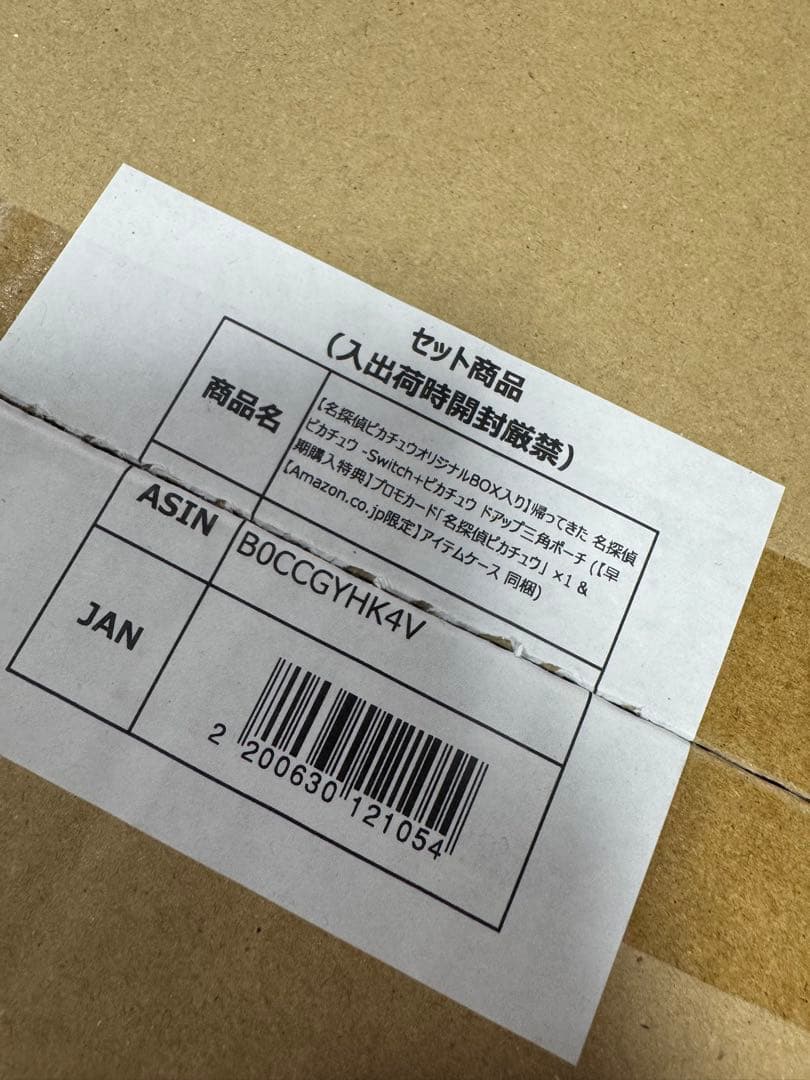 セット商品
(入出荷時開封厳禁)
商品名
【名探偵ピカチュウオリジナルBOX入り】帰ってきた 名探偵
ピカチュウ -Switch+ピカチュウ ドアップ三角ポーチ (【早
期購入特典】プロモカード「名探偵ピカチュウ」 ×1 &
【Amazon.co.jp限定】アイテムケース 同梱)
ASIN
B0CCGYHK4V
JAN
2 200630 121054